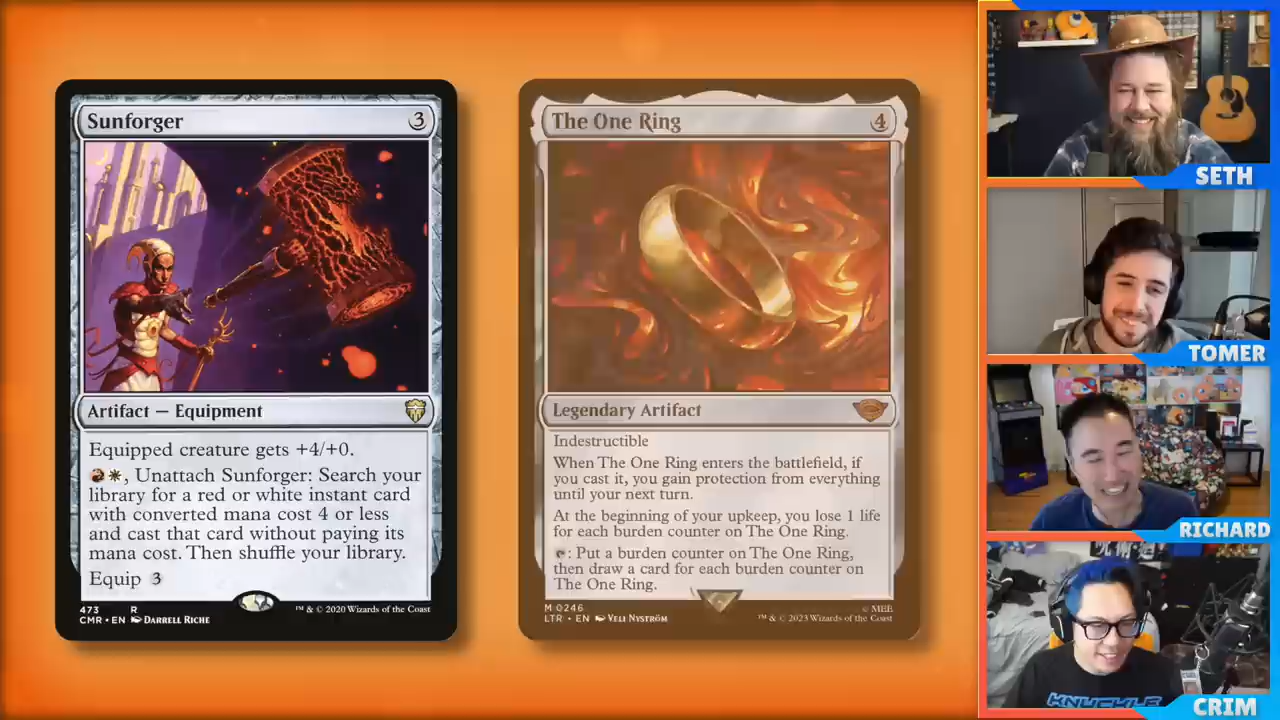 Sunforger 3
Artifact — Equipment
Equipped creature gets +4/+0.
, Unattach Sunforger: Search your
library for a red or white instant card
with converted mana cost 4 or less
and cast that card without paying its
mana cost. Then shuffle your library.
Equip 3
473 R
CMR • EN DARRELL RICHE
™ & © 2020 Wizards of the Coast
The One Ring 4
Legendary Artifact
Indestructible
When The One Ring enters the battlefield, if
you cast it, you gain protection from everything
until your next turn.
At the beginning of your upkeep, you lose 1 life
for each burden counter on The One Ring.
: Put a burden counter on The One Ring,
then draw a card for each burden counter on
The One Ring.
M 0246
LTR • EN VELI NYSTRÖM
© MEE
™ & © 2023 Wizards of the Coast
SETH
TOMER
RICHARD
KNUCKLE
CRIM